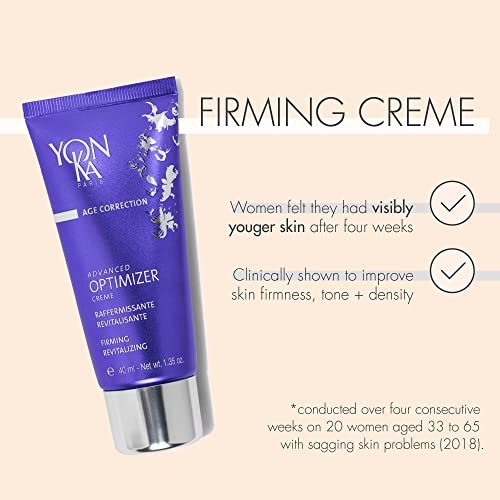 FIRMING CREME
YON
KA
PARIS
AGE CORRECTION
ADVANCED
OPTIMIZER
CREME
RAFFERMISSANTE
REVITALISANTE
FIRMING
REVITALIZING
e 40 ml - Net wt. 1.35 oz.
Women felt they had visibly
youger skin after four weeks
Clinically shown to improve
skin firmness, tone + density
*conducted over four consecutive
weeks on 20 women aged 33 to 65
with sagging skin problems (2018).